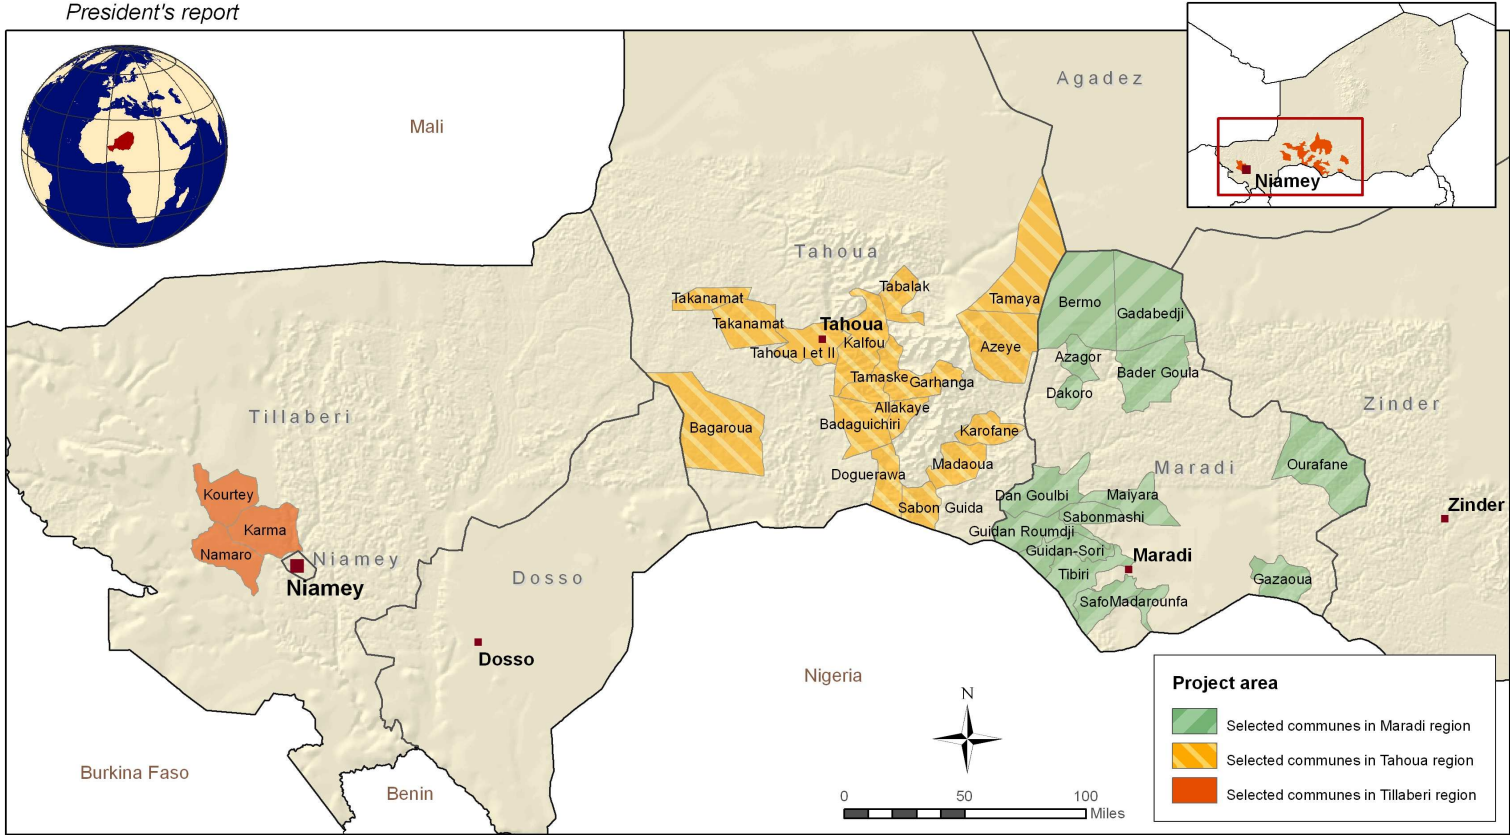 President's report
Mali
Agadez
Niamey
Tahoua
Tabalak
Takanamat
Tamaya
Bermo
Gadabedji
Takanamat
Tahoua
Kalfou
Tahoua I et II
Azeye
Azagor
Bader Goula
Tamaske
Garhanga
Dakoro
Allakaye
Zinder
Tillaberi
Badaguichiri
Bagaroua
Karofane
Madaoua
Maradi
Ourafane
Doguerawa
Kourtey
Dan Goulbi
Maiyara
Sabon Guida
Zinder
Sabonmashi
Karma
Guidan Roumdji
Namaro
Guidan-Sori
Maradi
Niamey
Tibiri
Dosso
Gazaoua
Niamey
Safo
Madarounfa
Dosso
Nigeria
Burkina Faso
Benin
N
0 50 100
Miles
Project area
Selected communes in Maradi region
Selected communes in Tahoua region
Selected communes in Tillaberi region